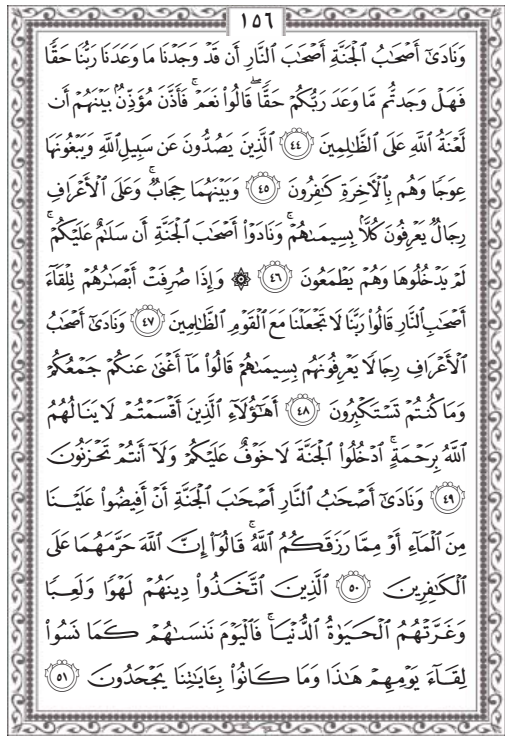 ١٥٦
وَنَادَىٰٓ أَصْحَٰبُ ٱلْجَنَّةِ أَصْحَٰبَ ٱلنَّارِ أَن قَدْ وَجَدْنَا مَا وَعَدَنَا رَبُّنَا حَقًّا
فَهَلْ وَجَدتُّم مَّا وَعَدَ رَبُّكُمْ حَقًّا ۖ قَالُوا۟ نَعَمْ ۚ فَأَذَّنَ مُؤَذِّنٌۢ بَيْنَهُمْ أَن
لَّعْنَةُ ٱللَّهِ عَلَى ٱلظَّٰلِمِينَ ٤٤ ٱلَّذِينَ يَصُدُّونَ عَن سَبِيلِ ٱللَّهِ وَيَبْغُونَهَا
عِوَجًا وَهُم بِٱلْءَاخِرَةِ كَٰفِرُونَ ٤٥ وَبَيْنَهُمَا حِجَابٌ ۚ وَعَلَى ٱلْأَعْرَافِ
رِجَالٌ يَعْرِفُونَ كُلًّۢا بِسِيمَىٰهُمْ ۚ وَنَادَوْا۟ أَصْحَٰبَ ٱلْجَنَّةِ أَن سَلَٰمٌ عَلَيْكُمْ ۚ
لَمْ يَدْخُلُوهَا وَهُمْ يَطْمَعُونَ ٤٦ ۞ وَإِذَا صُرِفَتْ أَبْصَٰرُهُمْ تِلْقَآءَ
أَصْحَٰبِ ٱلنَّارِ قَالُوا۟ رَبَّنَا لَا تَجْعَلْنَا مَعَ ٱلْقَوْمِ ٱلظَّٰلِمِينَ ٤٧ وَنَادَىٰٓ أَصْحَٰبُ
ٱلْأَعْرَافِ رِجَالًا يَعْرِفُونَهُم بِسِيمَىٰهُمْ قَالُوا۟ مَآ أَغْنَىٰ عَنكُمْ جَمْعُكُمْ
وَمَا كُنتُمْ تَسْتَكْبِرُونَ ٤٨ أَهَٰٓؤُلَآءِ ٱلَّذِينَ أَقْسَمْتُمْ لَا يَنَالُهُمُ
ٱللَّهُ بِرَحْمَةٍ ۚ ٱدْخُلُوا۟ ٱلْجَنَّةَ لَا خَوْفٌ عَلَيْكُمْ وَلَآ أَنتُمْ تَحْزَنُونَ
٤٩ وَنَادَىٰٓ أَصْحَٰبُ ٱلنَّارِ أَصْحَٰبَ ٱلْجَنَّةِ أَنْ أَفِيضُوا۟ عَلَيْنَا
مِنَ ٱلْمَآءِ أَوْ مِمَّا رَزَقَكُمُ ٱللَّهُ ۚ قَالُوٓا۟ إِنَّ ٱللَّهَ حَرَّمَهُمَا عَلَى
ٱلْكَٰفِرِينَ ٥٠ ٱلَّذِينَ ٱتَّخَذُوا۟ دِينَهُمْ لَهْوًا وَلَعِبًا
وَغَرَّتْهُمُ ٱلْحَيَوٰةُ ٱلدُّنْيَا ۚ فَٱلْيَوْمَ نَنسَىٰهُمْ كَمَا نَسُوا۟
لِقَآءَ يَوْمِهِمْ هَٰذَا وَمَا كَانُوا۟ بِـَٔايَٰتِنَا يَجْحَدُونَ ٥١